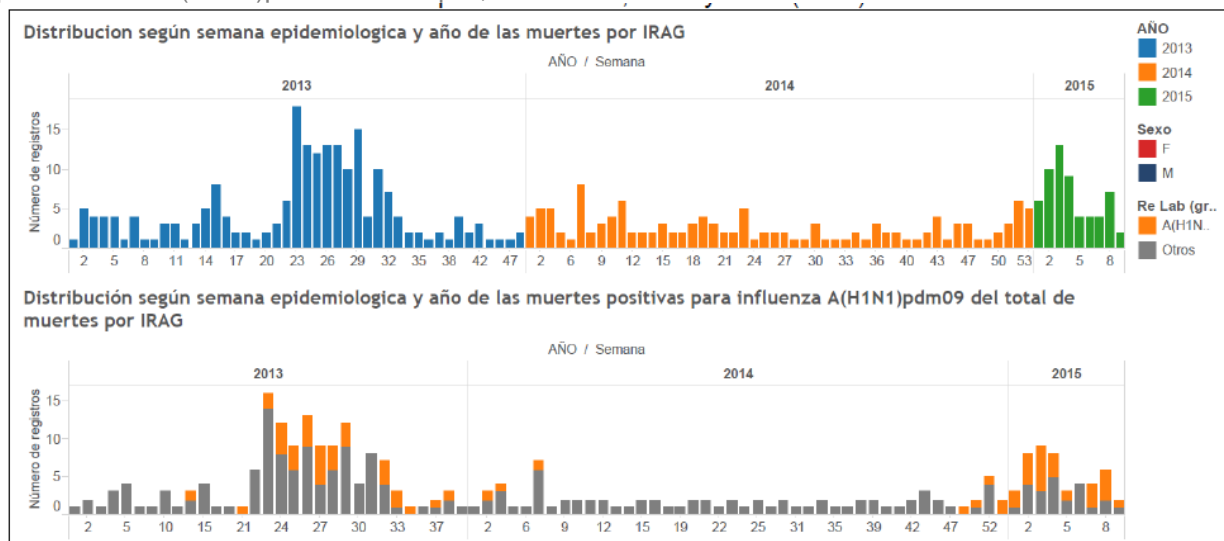 Distribucion según semana epidemiologica y año de las muertes por IRAG
AÑO / Semana
2013 2014 2015
Número de registros
15
10
5
0
2 5 8 11 14 17 20 23 26 29 32 35 38 42 47 2 6 9 12 15 18 21 24 27 30 33 36 40 43 47 50 53 2 5 8
AÑO
2013
2014
2015
Sexo
F
M
Re Lab (gr..
A(H1N..
Otros
Distribución según semana epidemiologica y año de las muertes positivas para influenza A(H1N1)pdm09 del total de
muertes por IRAG
AÑO / Semana
2013 2014 2015
Número de registros
15
10
5
0
2 5 10 15 21 24 27 30 33 37 2 6 9 12 15 19 22 25 31 35 39 42 47 52 2 5 8